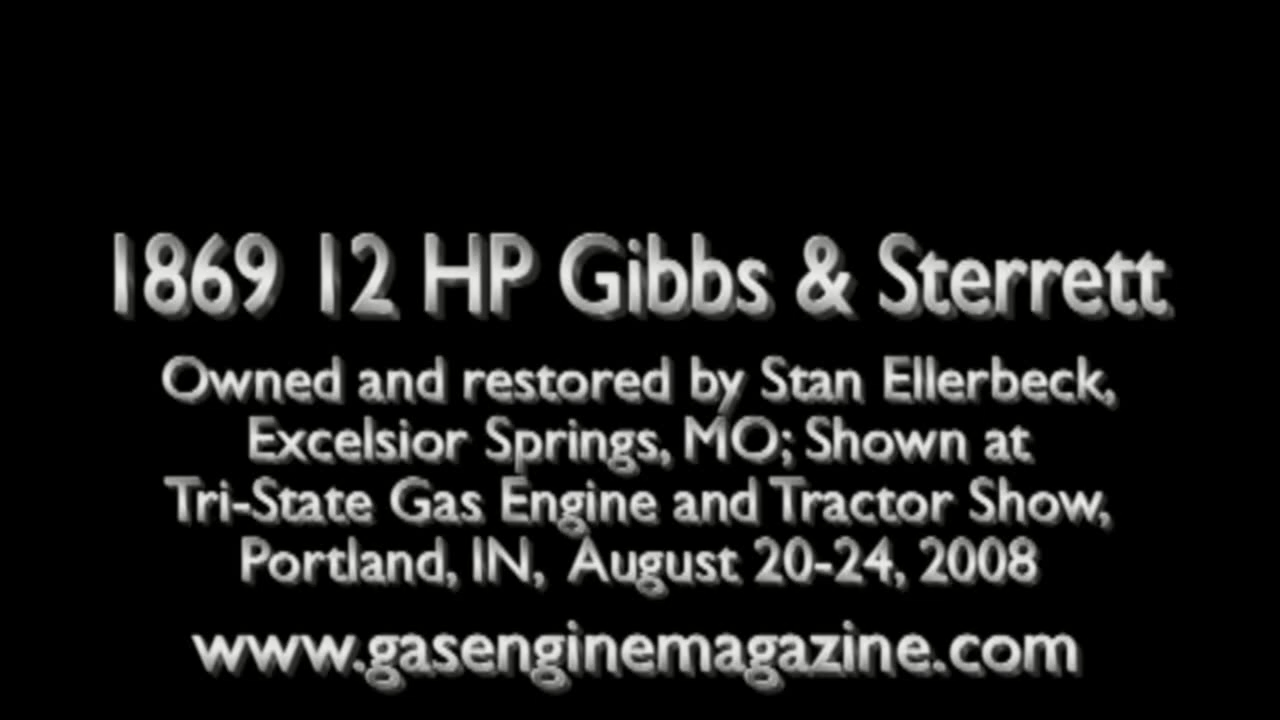 1869 12 HP Gibbs & Sterrett
Owned and restored by Stan Ellerbeck,
Excelsior Springs, MO; Shown at
Tri-State Gas Engine and Tractor Show,
Portland, IN, August 20-24, 2008
www.gasenginemagazine.com